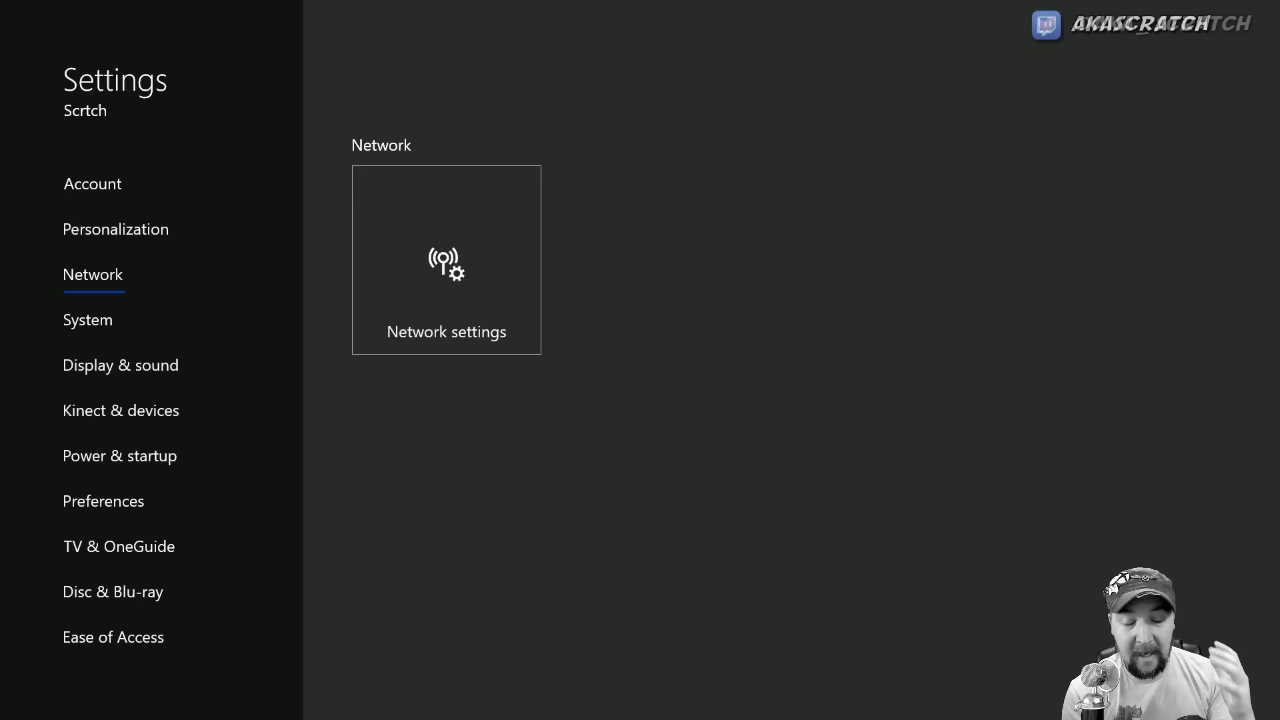 AKASCRATCH
Settings
Scrtch
Account
Personalization
Network
System
Display & sound
Kinect & devices
Power & startup
Preferences
TV & OneGuide
Disc & Blu-ray
Ease of Access
Network
Network settings